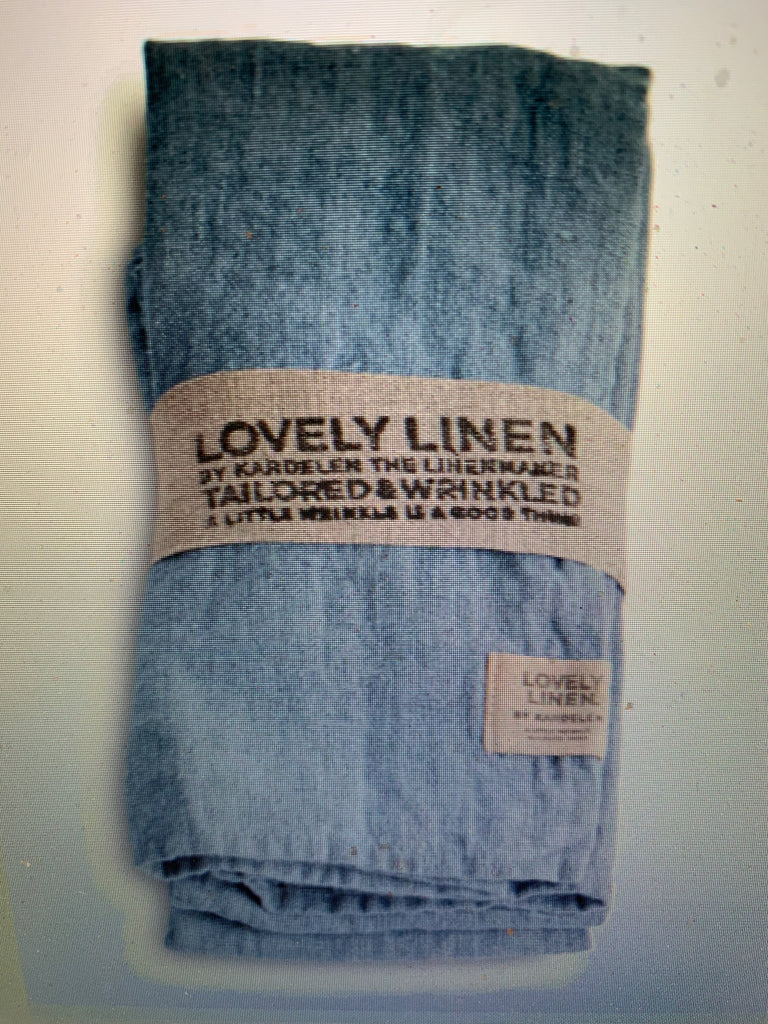 LOVELY LINEN
BY KARDELEN THE LINENMAKER
TAILORED & WRINKLED
A LITTLE WRINKLE IS A GOOD THING
LOVELY
LINEN
BY KARDELEN